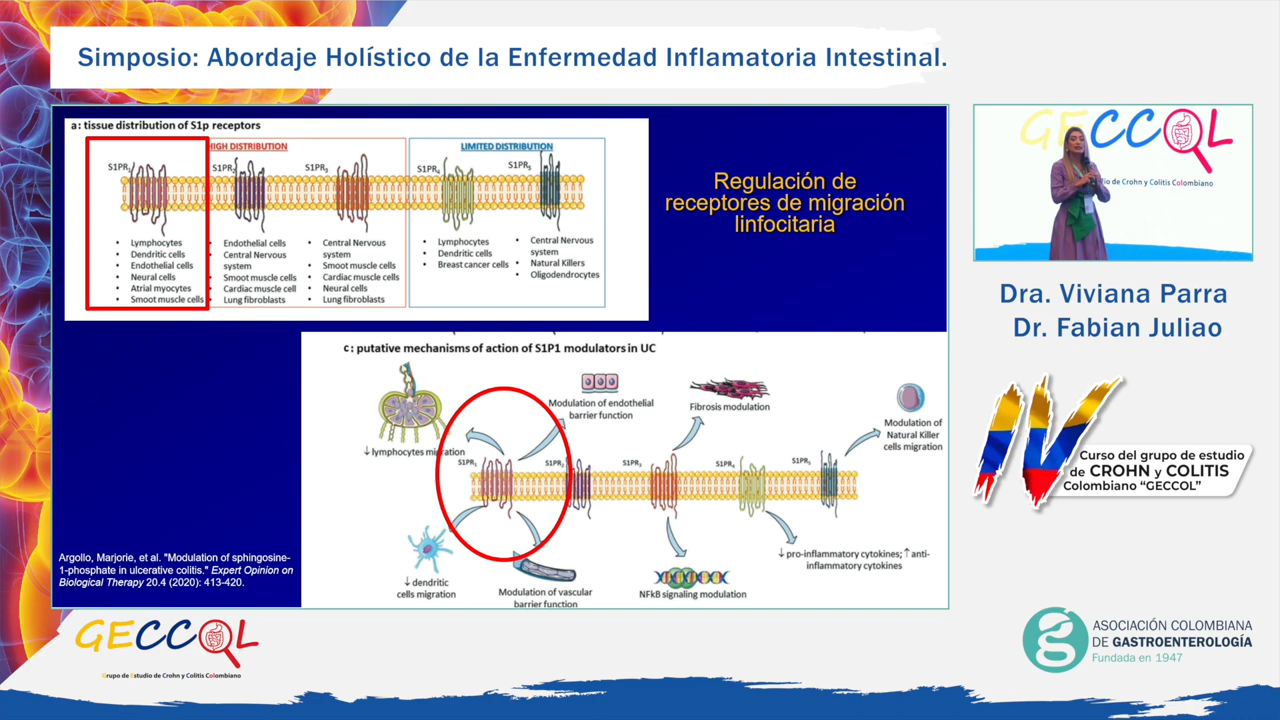 Simposio: Abordaje Holístico de la Enfermedad Inflamatoria Intestinal.
a: tissue distribution of S1p receptors
HIGH DISTRIBUTION
LIMITED DISTRIBUTION
S1PR1
S1PR2
S1PR3
S1PR4
S1PR5
• Lymphocytes
• Dendritic cells
• Endothelial cells
• Neural cells
• Atrial myocytes
• Smoot muscle cells
• Endothelial cells
• Central Nervous
system
• Smoot muscle cells
• Cardiac muscle cell
• Lung fibroblasts
• Central Nervous
system
• Smoot muscle cells
• Cardiac muscle cells
• Neural cells
• Lung fibroblasts
• Lymphocytes
• Dendritic cells
• Breast cancer cells
• Central Nervous
system
• Natural Killers
• Oligodendrocytes
Regulación de
receptores de migración
linfocitaria
c: putative mechanisms of action of S1P1 modulators in UC
↓ lymphocytes migration
Modulation of endothelial
barrier function
Fibrosis modulation
Modulation of
Natural Killer
cells migration
S1PR1
S1PR2
S1PR3
S1PR4
S1PR5
↓ dendritic
cells migration
Modulation of vascular
barrier function
NFkB signaling modulation
↓ pro-inflammatory cytokines; ↑ anti-
inflammatory cytokines
Argollo, Marjorie, et al. "Modulation of sphingosine-
1-phosphate in ulcerative colitis." Expert Opinion on
Biological Therapy 20.4 (2020): 413-420.
GECCOL
io de Crohn y Colitis Colombiano
Dra. Viviana Parra
Dr. Fabian Juliao
IV
Curso del grupo de estudio
de CROHN y COLITIS
Colombiano “GECCOL”
GECCOL
Grupo de Estudio de Crohn y Colitis Colombiano
ASOCIACIÓN COLOMBIANA
DE GASTROENTEROLOGÍA
Fundada en 1947